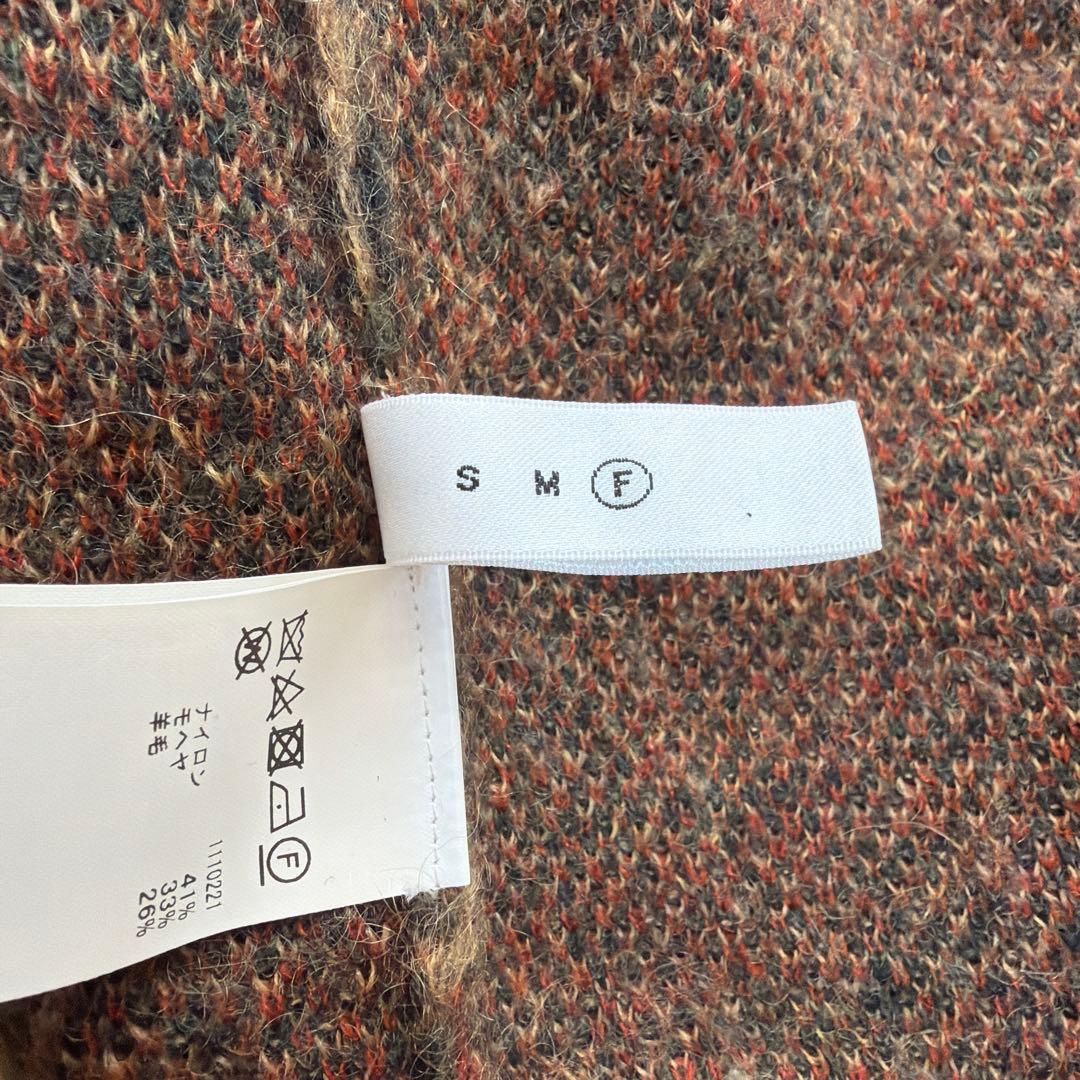 S M F
F
1110221
ナイロン 41%
モヘヤ 33%
羊毛 26%